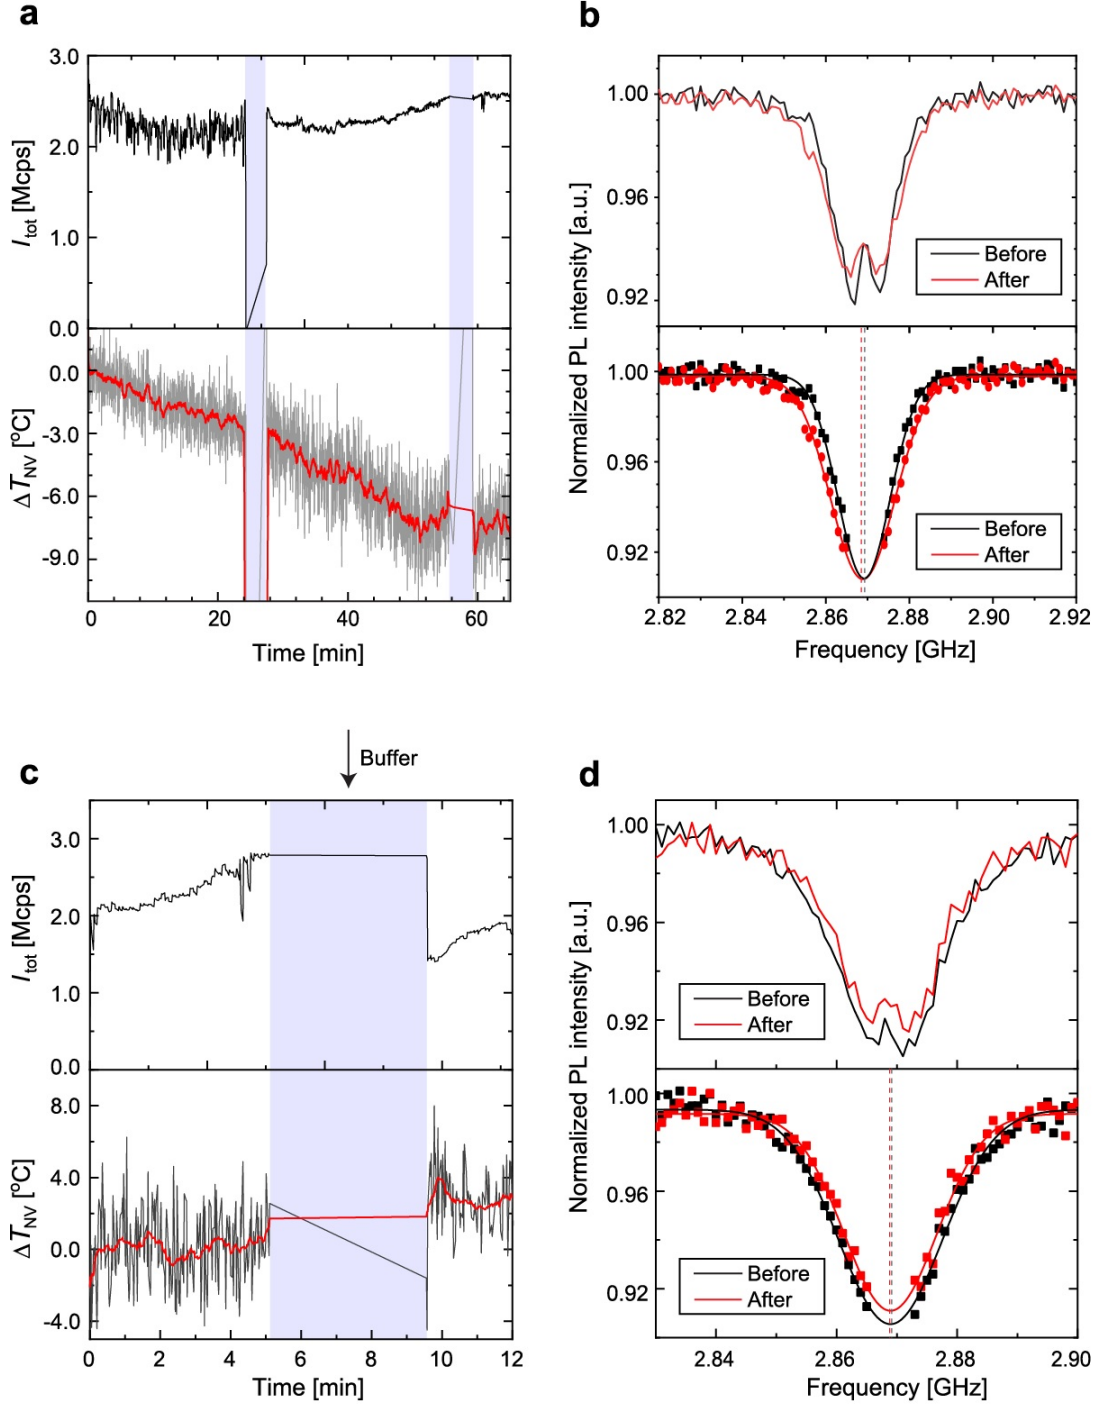 a
3.0
2.0
1.0
0.0
Itot [Mcps]
0.0
-3.0
-6.0
-9.0
ΔTNV [ºC]
0 20 40 60
Time [min]
b
1.00
0.96
0.92
Before
After
1.00
0.96
0.92
Before
After
Normalized PL intensity [a.u.]
2.82 2.84 2.86 2.88 2.90 2.92
Frequency [GHz]
c
Buffer
3.0
2.0
1.0
0.0
Itot [Mcps]
8.0
4.0
0.0
-4.0
ΔTNV [ºC]
0 2 4 6 8 10 12
Time [min]
d
1.00
0.96
0.92
Before
After
1.00
0.96
0.92
Before
After
Normalized PL intensity [a.u.]
2.84 2.86 2.88 2.90
Frequency [GHz]